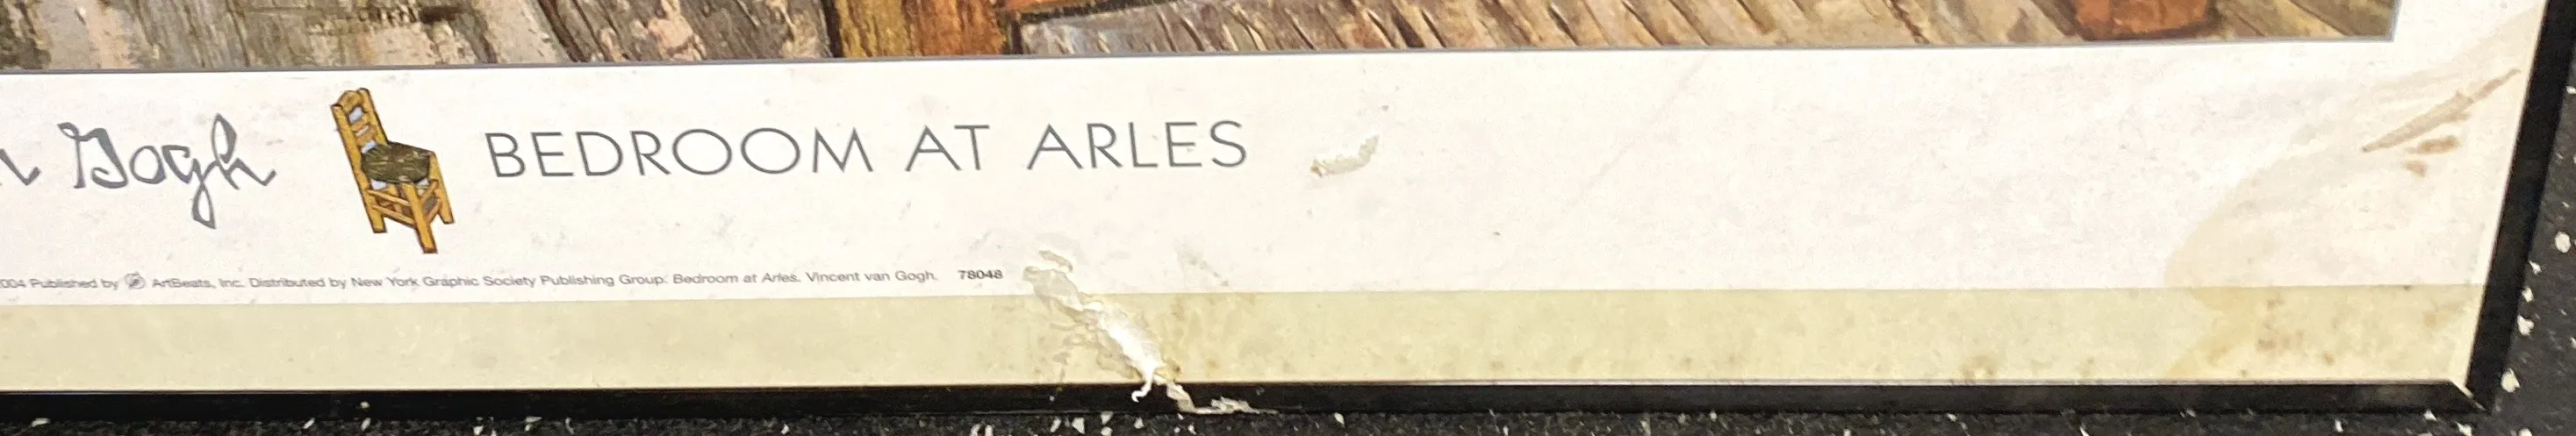 Gogh BEDROOM AT ARLES
004 Published by ArtBeats, Inc. Distributed by New York Graphic Society Publishing Group. Bedroom at Arles. Vincent van Gogh. 78048